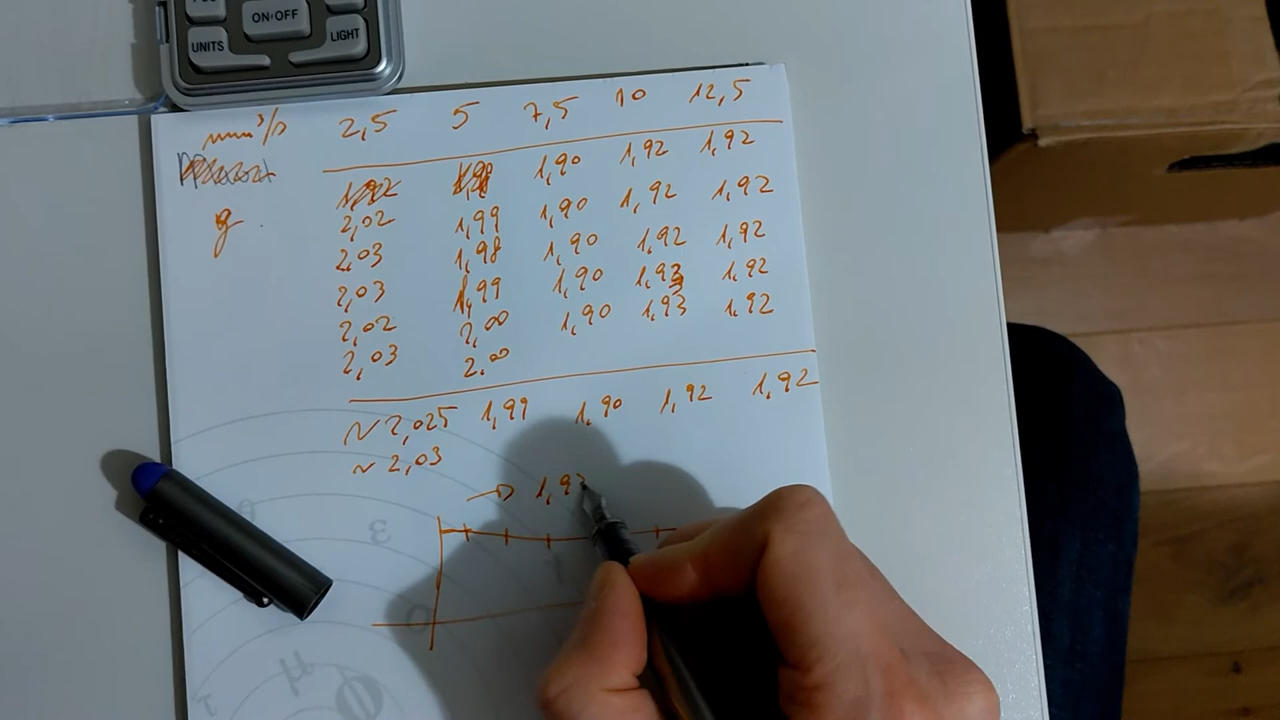 ON·OFF
UNITS
LIGHT
mm³/s 2,5 5 7,5 10 12,5
1,90 1,92 1,92
g 2,02 1,99 1,90 1,92 1,92
2,03 1,98 1,90 1,92 1,92
2,03 1,99 1,90 1,93 1,92
2,02 2,00 1,90 1,93 1,92
2,03 2,00
~ 2,025 1,99 1,90 1,92 1,92
~ 2,03
→ 1,9
ε
μ
Φ
τ